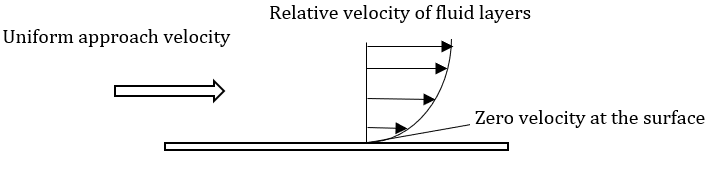 Relative velocity of fluid layers
Uniform approach velocity
Zero velocity at the surface